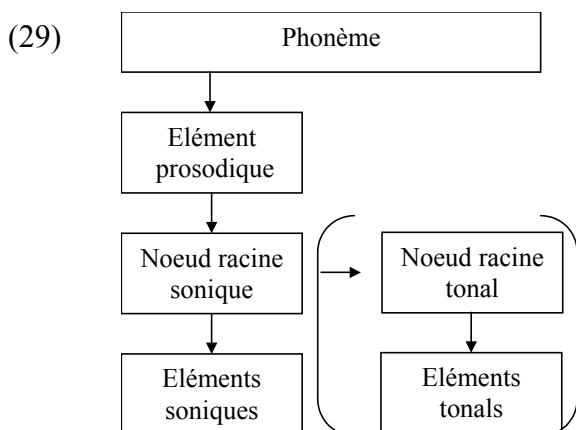 (29)
Phonème
Elément
prosodique
Noeud racine
sonique
Noeud racine
tonal
Eléments
soniques
Eléments
tonals